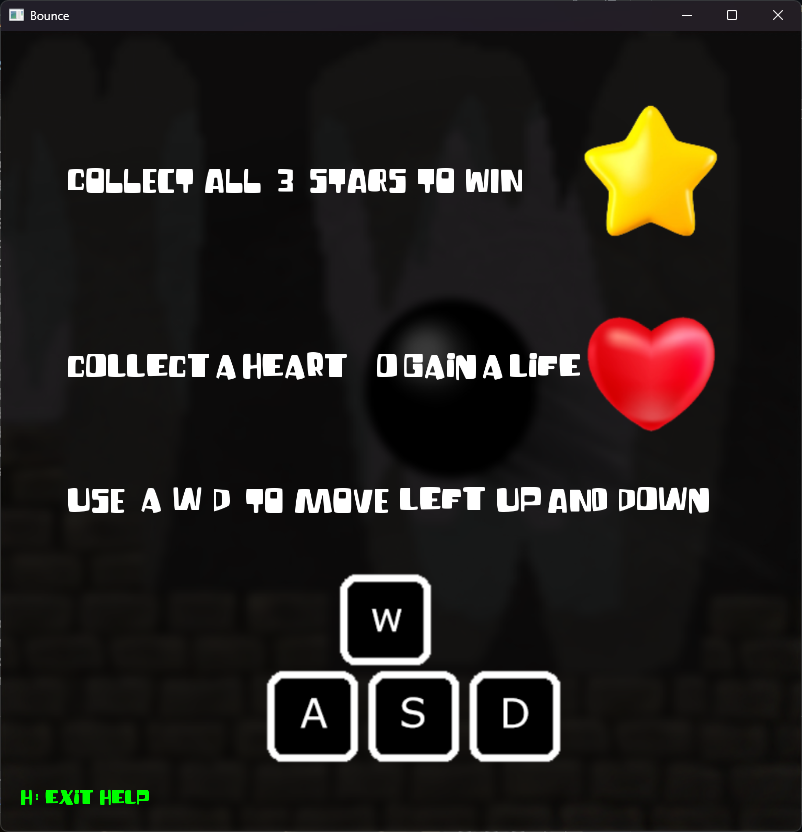 Bounce
COLLECT ALL 3 STARS TO WIN
COLLECT A HEART O GAIN A LIFE
USE A W D TO MOVE LEFT UP AND DOWN
W
A S D
H: EXIT HELP